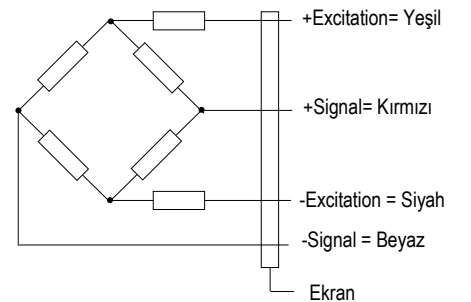 +Excitation= Yeşil
+Signal= Kırmızı
-Excitation = Siyah
-Signal = Beyaz
Ekran